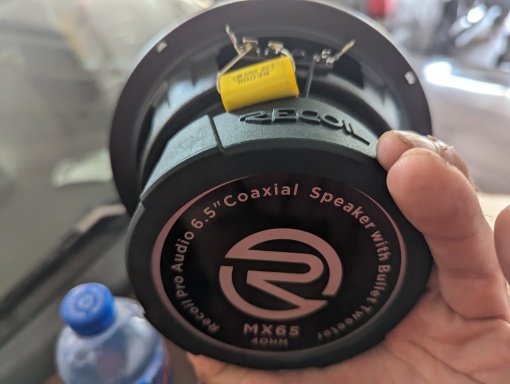 RECOIL
Recoil Pro Audio 6.5" Coaxial Speaker with Bullet Tweeter
MX65
4OHM